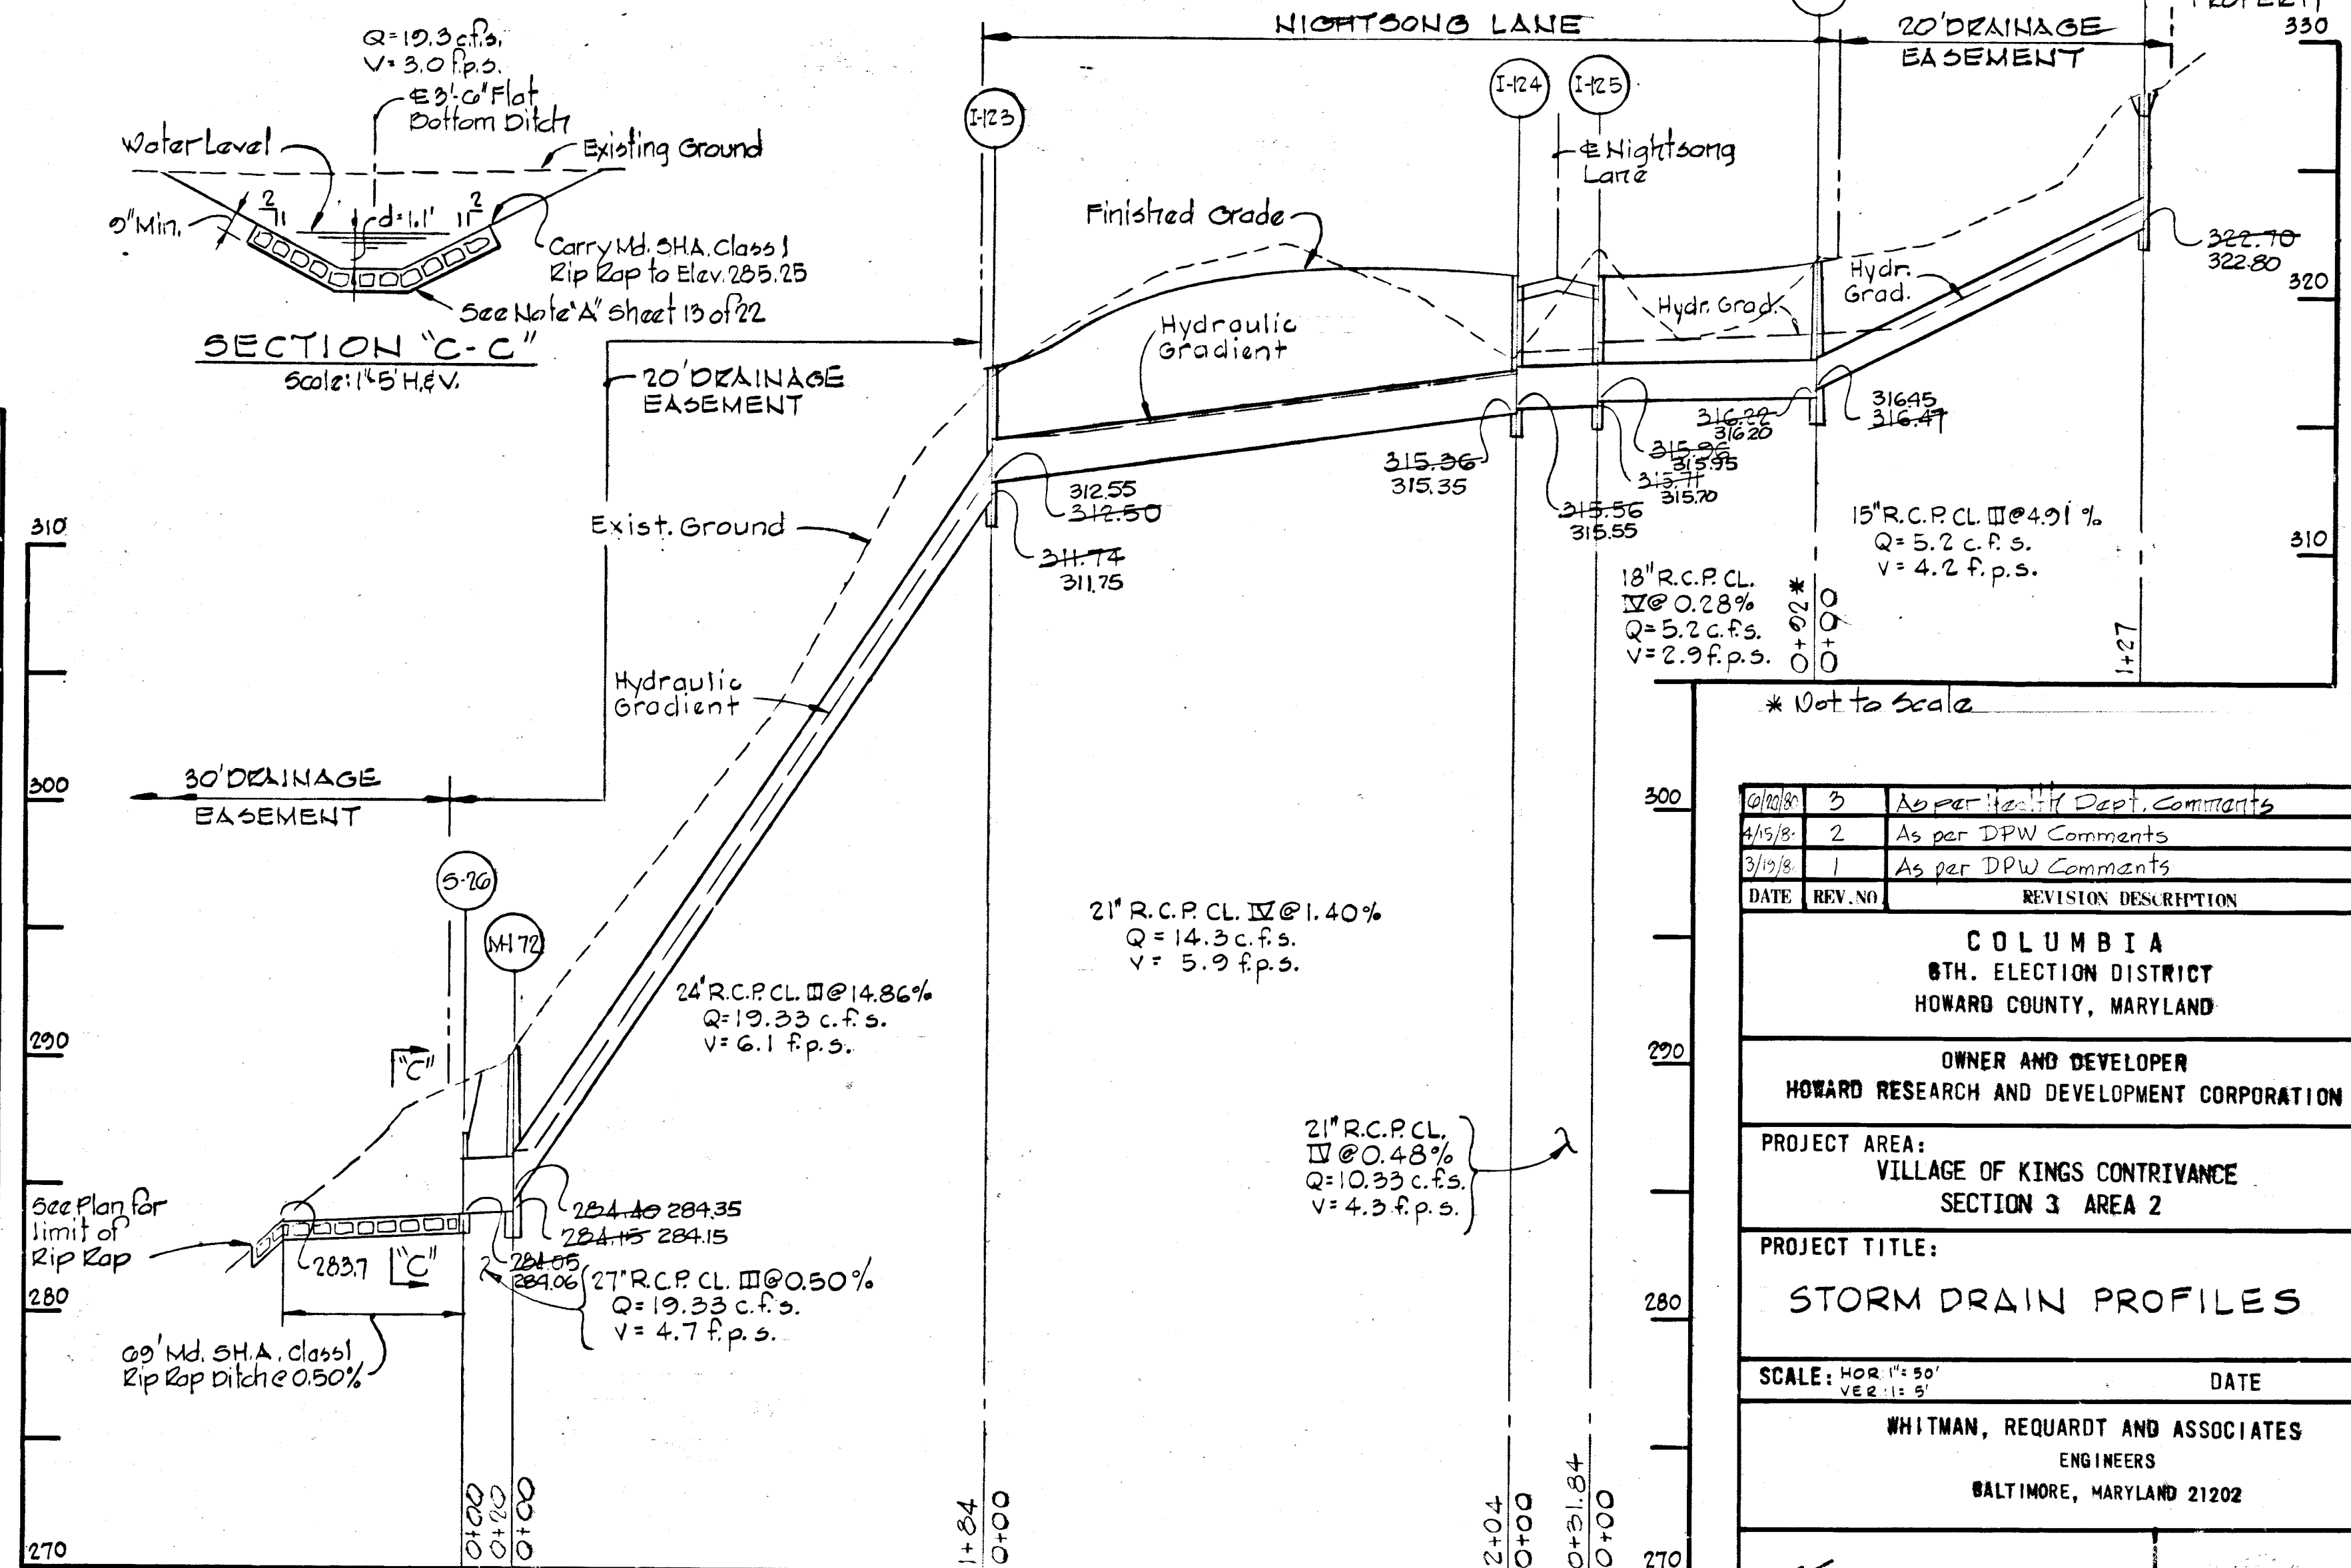 Q=19.3 c.f.s.
V=3.0 f.p.s.
℄ 3'-6" Flat
Bottom Ditch
Water Level
Existing Ground
2
1
d=1.1'
1
2
9" Min.
Carry Md. SHA. Class 1
Rip Rap to Elev. 285.25
See Note "A" Sheet 13 of 22
SECTION "C-C"
Scale: 1"=5' H.&V.
NIGHTSONG LANE
20' DRAINAGE
EASEMENT
PROPERTY
330
I-123
I-124
I-125
℄ Nightsong
Lane
Finished Grade
Hydraulic
Gradient
Hydr. Grad.
Hydr.
Grad.
322.70
322.80
320
20' DRAINAGE
EASEMENT
316.22
316.20
316.45
316.47
315.36
315.35
315.96
315.95
315.71
315.70
315.56
315.55
312.55
312.50
311.74
311.75
310
Exist. Ground
15" R.C.P. CL. III @ 4.91 %
Q = 5.2 c.f.s.
V = 4.2 f.p.s.
310
18" R.C.P. CL.
IV @ 0.28%
Q = 5.2 c.f.s.
V = 2.9 f.p.s.
0+92 *
0+00
1+27
* Not to Scale
Hydraulic
Gradient
30' DRAINAGE
EASEMENT
300
300
S-26
M-172
21" R.C.P. CL. IV @ 1.40%
Q = 14.3 c.f.s.
V = 5.9 f.p.s.
24" R.C.P. CL. III @ 14.86%
Q=19.33 c.f.s.
V= 6.1 f.p.s.
290
290
"C"
21" R.C.P. CL.
IV @ 0.48%
Q=10.33 c.f.s.
V= 4.3 f.p.s.
See Plan for
limit of
Rip Rap
283.7
"C"
284.40 284.35
284.15 284.15
284.05
284.06
27" R.C.P. CL. III @ 0.50%
Q= 19.33 c.f.s.
V = 4.7 f.p.s.
280
280
69' Md. SH.A. Class 1
Rip Rap Ditch @ 0.50%
0+00
0+20
0+00
1+84
0+00
2+04
0+00
0+31.84
0+00
270
270
6/20/80 3 As per Health Dept. Comments
4/15/8 2 As per DPW Comments
3/19/8 1 As per DPW Comments
DATE REV. NO REVISION DESCRIPTION
COLUMBIA
6TH. ELECTION DISTRICT
HOWARD COUNTY, MARYLAND
OWNER AND DEVELOPER
HOWARD RESEARCH AND DEVELOPMENT CORPORATION
PROJECT AREA:
VILLAGE OF KINGS CONTRIVANCE
SECTION 3 AREA 2
PROJECT TITLE:
STORM DRAIN PROFILES
SCALE: HOR 1"= 50'
VER. 1"= 5'
DATE
WHITMAN, REQUARDT AND ASSOCIATES
ENGINEERS
BALTIMORE, MARYLAND 21202